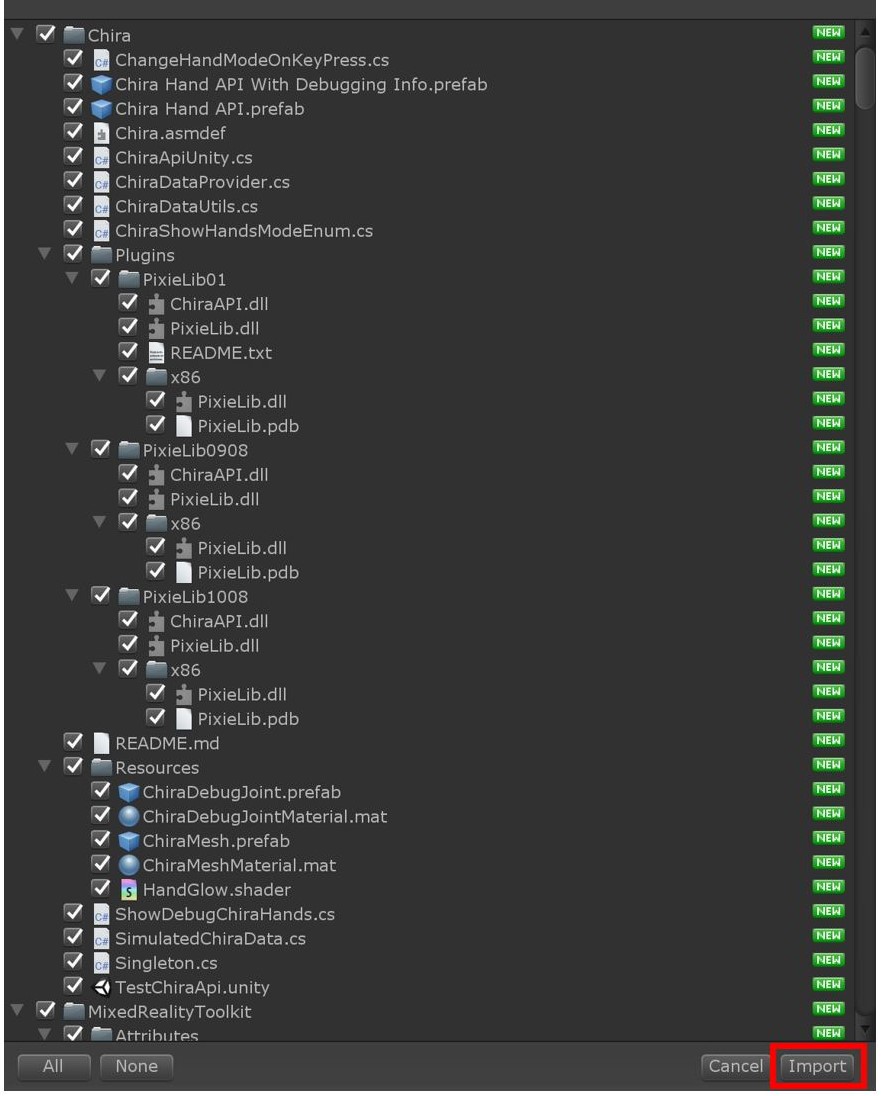 Chira NEW
ChangeHandModeOnKeyPress.cs NEW
Chira Hand API With Debugging Info.prefab NEW
Chira Hand API.prefab NEW
Chira.asmdef NEW
C# ChiraApiUnity.cs NEW
C# ChiraDataProvider.cs NEW
C# ChiraDataUtils.cs NEW
C# ChiraShowHandsModeEnum.cs NEW
Plugins NEW
PixieLib01 NEW
ChiraAPI.dll NEW
PixieLib.dll NEW
README.txt NEW
x86 NEW
PixieLib.dll NEW
PixieLib.pdb NEW
PixieLib0908 NEW
ChiraAPI.dll NEW
PixieLib.dll NEW
x86 NEW
PixieLib.dll NEW
PixieLib.pdb NEW
PixieLib1008 NEW
ChiraAPI.dll NEW
PixieLib.dll NEW
x86 NEW
PixieLib.dll NEW
PixieLib.pdb NEW
README.md NEW
Resources NEW
ChiraDebugJoint.prefab NEW
ChiraDebugJointMaterial.mat NEW
ChiraMesh.prefab NEW
ChiraMeshMaterial.mat NEW
S HandGlow.shader NEW
C# ShowDebugChiraHands.cs NEW
C# SimulatedChiraData.cs NEW
C# Singleton.cs NEW
TestChiraApi.unity NEW
MixedRealityToolkit NEW
Attributes NEW
All None Cancel Import